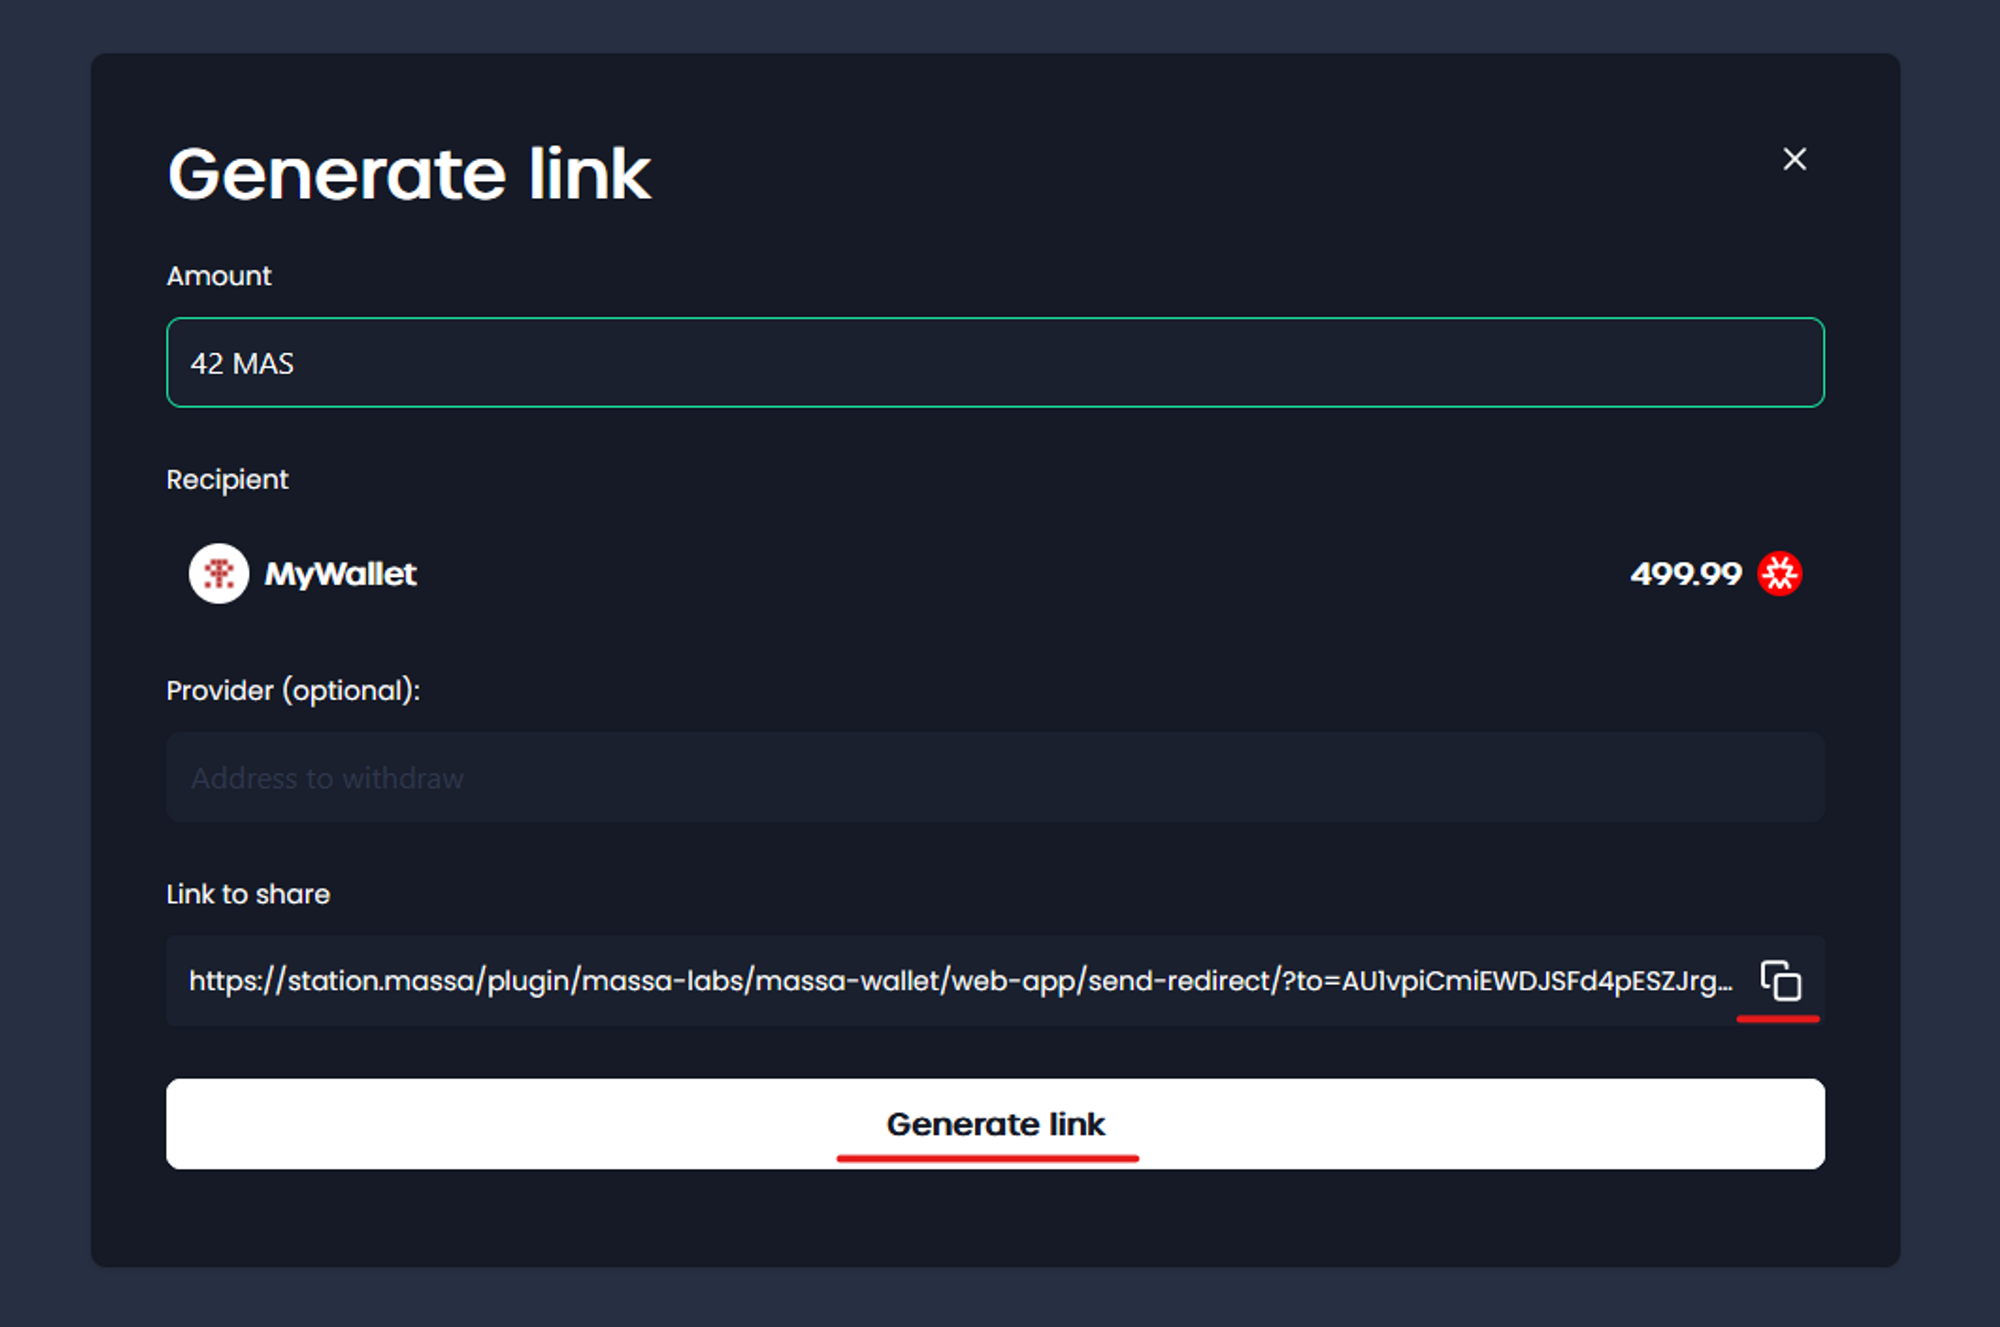 Generate link
Amount
42 MAS
Recipient
MyWallet
499.99
Provider (optional):
Address to withdraw
Link to share
https://station.massa/plugin/massa-labs/massa-wallet/web-app/send-redirect/?to=AU1vpiCmiEWDJSFd4pESZJrg...
Generate link